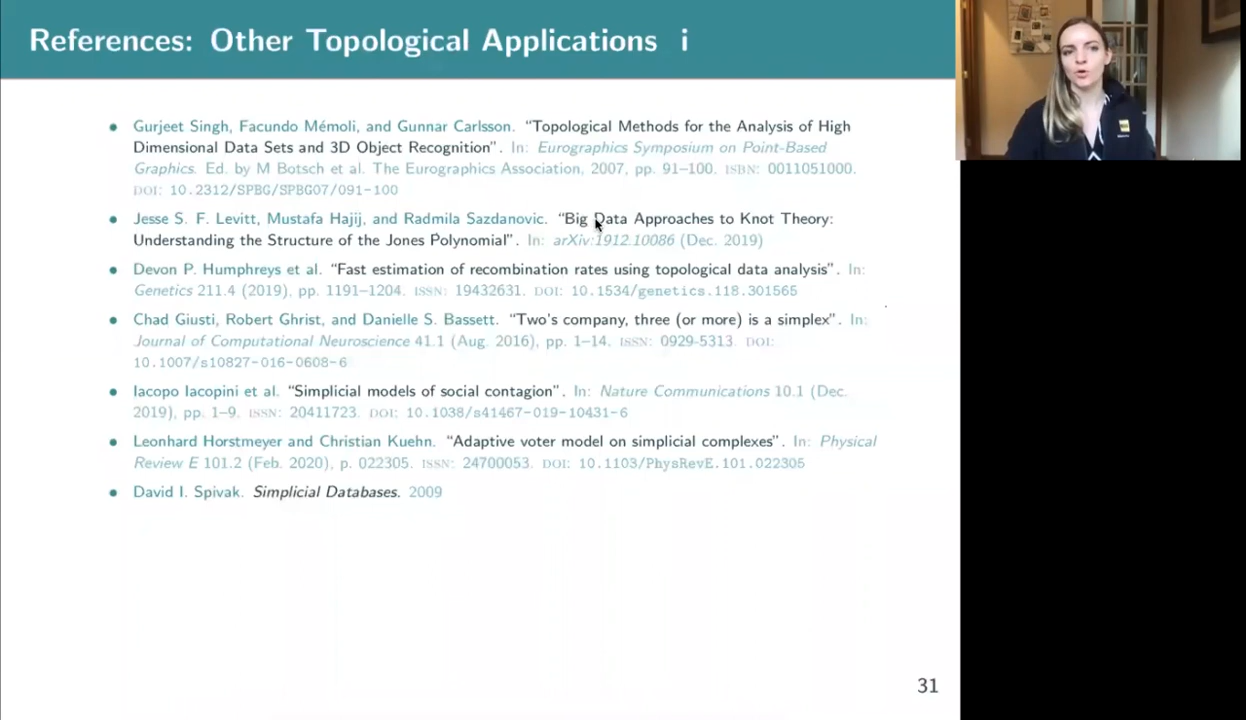 References: Other Topological Applications i
• Gurjeet Singh, Facundo Mémoli, and Gunnar Carlsson. “Topological Methods for the Analysis of High
Dimensional Data Sets and 3D Object Recognition”. In: Eurographics Symposium on Point-Based
Graphics. Ed. by M Botsch et al. The Eurographics Association, 2007, pp. 91–100. ISBN: 0011051000.
DOI: 10.2312/SPBG/SPBG07/091-100
• Jesse S. F. Levitt, Mustafa Hajij, and Radmila Sazdanovic. “Big Data Approaches to Knot Theory:
Understanding the Structure of the Jones Polynomial”. In: arXiv:1912.10086 (Dec. 2019)
• Devon P. Humphreys et al. “Fast estimation of recombination rates using topological data analysis”. In:
Genetics 211.4 (2019), pp. 1191–1204. ISSN: 19432631. DOI: 10.1534/genetics.118.301565
• Chad Giusti, Robert Ghrist, and Danielle S. Bassett. “Two's company, three (or more) is a simplex”. In:
Journal of Computational Neuroscience 41.1 (Aug. 2016), pp. 1–14. ISSN: 0929-5313. DOI:
10.1007/s10827-016-0608-6
• Iacopo Iacopini et al. “Simplicial models of social contagion”. In: Nature Communications 10.1 (Dec.
2019), pp. 1–9. ISSN: 20411723. DOI: 10.1038/s41467-019-10431-6
• Leonhard Horstmeyer and Christian Kuehn. “Adaptive voter model on simplicial complexes”. In: Physical
Review E 101.2 (Feb. 2020), p. 022305. ISSN: 24700053. DOI: 10.1103/PhysRevE.101.022305
• David I. Spivak. Simplicial Databases. 2009
31